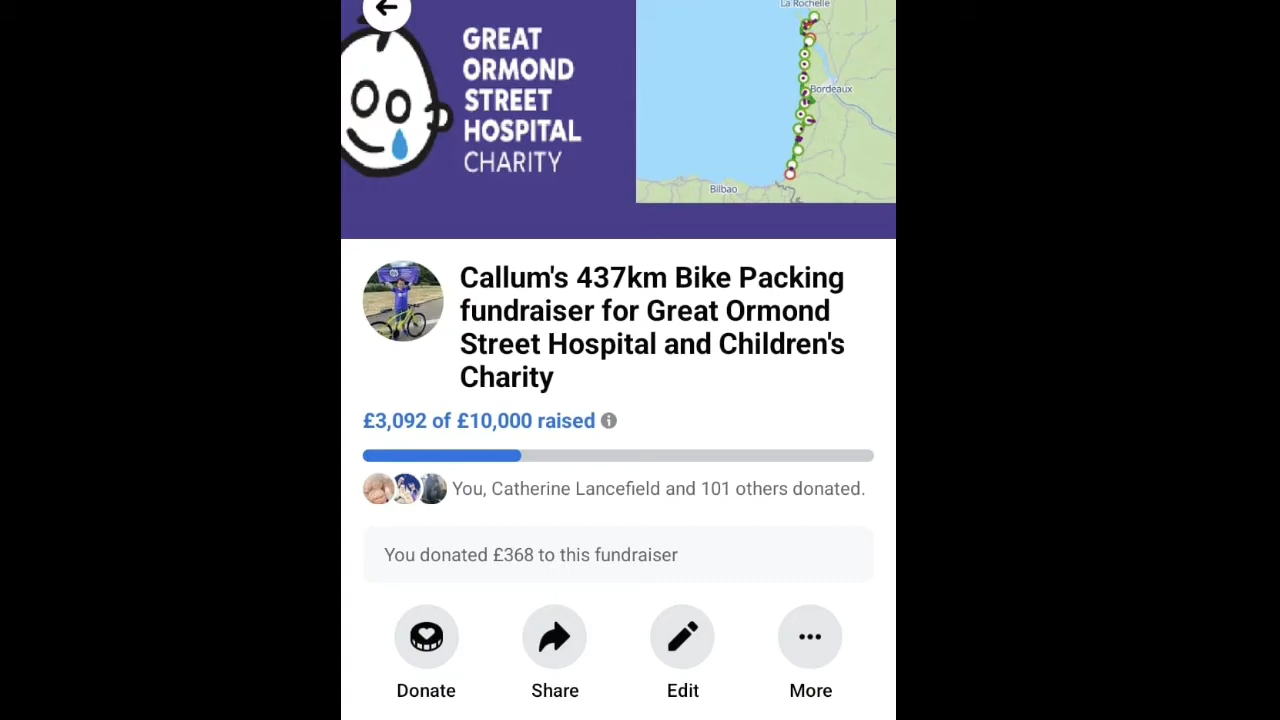 GREAT
ORMOND
STREET
HOSPITAL
CHARITY
La Rochelle
Bordeaux
Bilbao
Callum's 437km Bike Packing
fundraiser for Great Ormond
Street Hospital and Children's
Charity
£3,092 of £10,000 raised
You, Catherine Lancefield and 101 others donated.
You donated £368 to this fundraiser
Donate
Share
Edit
More